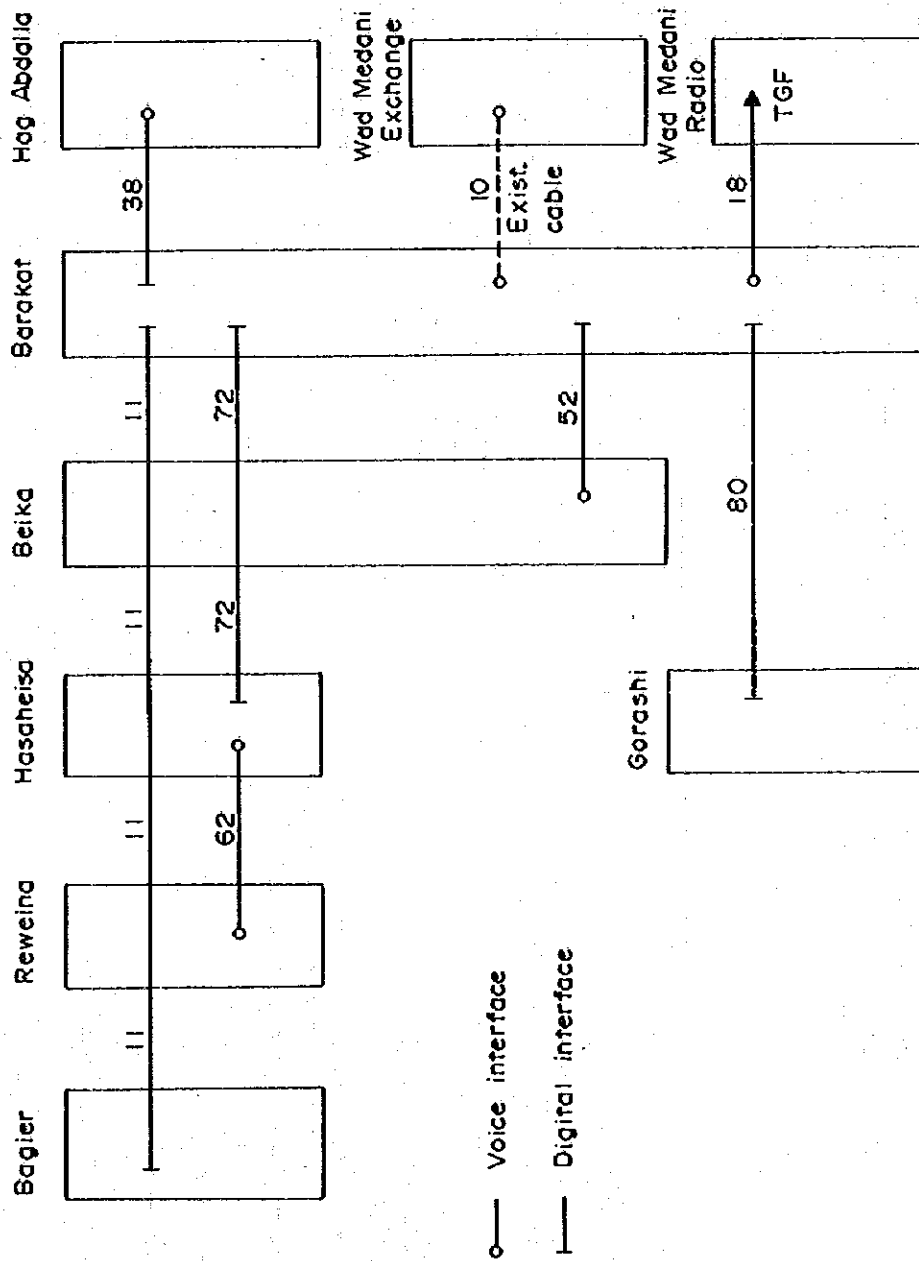 Bagier
Reweina
Hasaheisa
Beika
Barakat
Hag Abdalla
11
11
11
11
38
62
72
72
Wad Medani
Exchange
10
Exist.
cable
52
Gorashi
Wad Medani
Radio
80
18
TGF
Voice interface
Digital interface